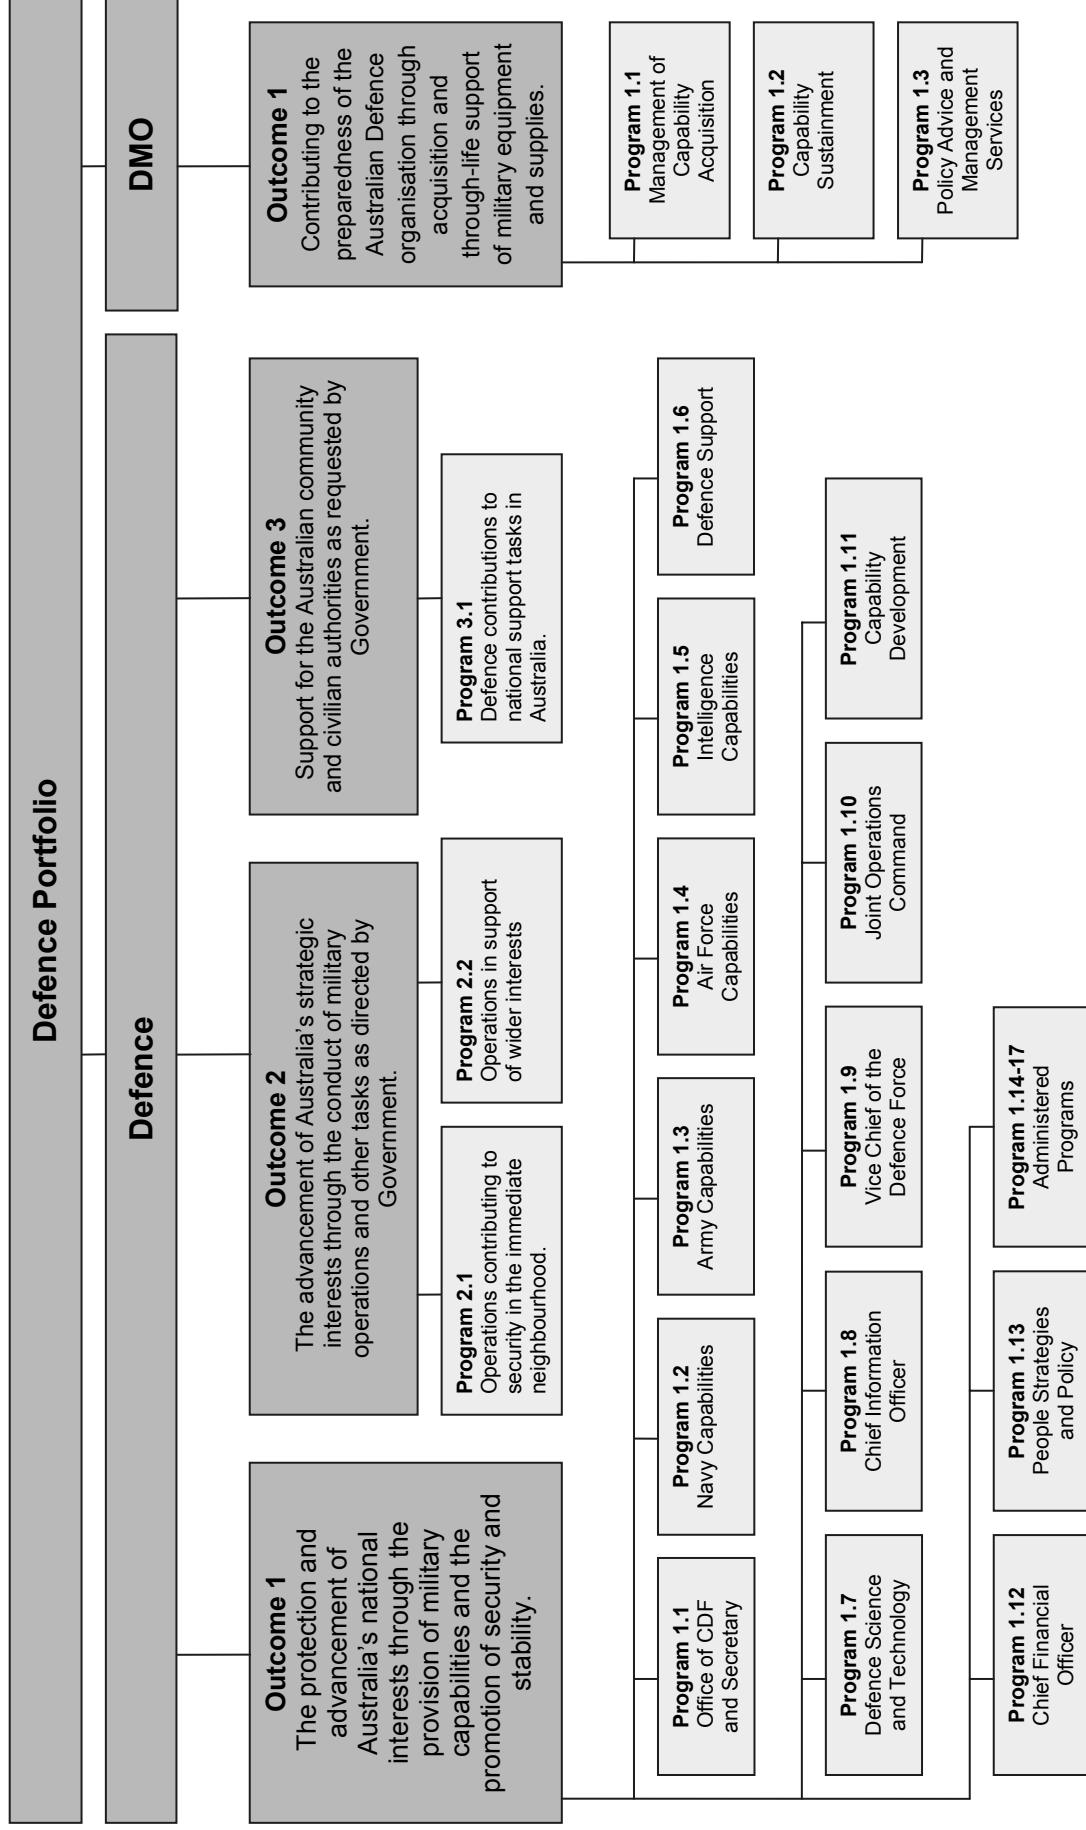 Defence Portfolio
Defence
DMO
Outcome 1
The protection and
advancement of
Australia's national
interests through the
provision of military
capabilities and the
promotion of security and
stability.
Outcome 2
The advancement of Australia's strategic
interests through the conduct of military
operations and other tasks as directed by
Government.
Outcome 3
Support for the Australian community
and civilian authorities as requested by
Government.
Outcome 1
Contributing to the
preparedness of the
Australian Defence
organisation through
acquisition and
through-life support
of military equipment
and supplies.
Program 2.1
Operations contributing to
security in the immediate
neighbourhood.
Program 2.2
Operations in support
of wider interests
Program 3.1
Defence contributions to
national support tasks in
Australia.
Program 1.1
Management of
Capability
Acquisition
Program 1.2
Capability
Sustainment
Program 1.3
Policy Advice and
Management
Services
Program 1.1
Office of CDF
and Secretary
Program 1.2
Navy Capabilities
Program 1.3
Army Capabilities
Program 1.4
Air Force
Capabilities
Program 1.5
Intelligence
Capabilities
Program 1.6
Defence Support
Program 1.7
Defence Science
and Technology
Program 1.8
Chief Information
Officer
Program 1.9
Vice Chief of the
Defence Force
Program 1.10
Joint Operations
Command
Program 1.11
Capability
Development
Program 1.12
Chief Financial
Officer
Program 1.13
People Strategies
and Policy
Program 1.14-17
Administered
Programs